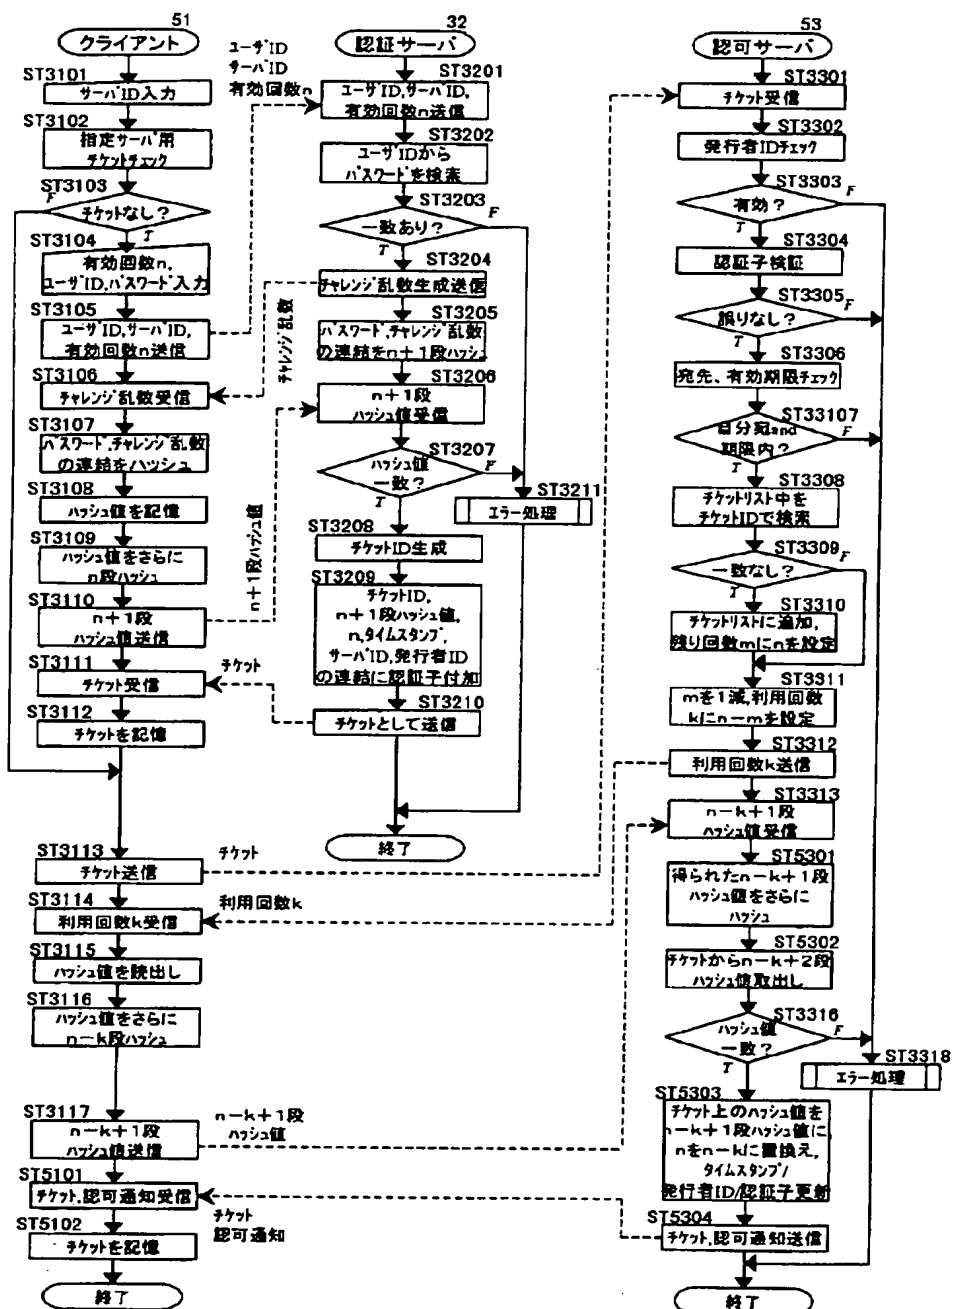 51
クライアント
ST3101
サーバID入力
ST3102
指定サーバ用
チケットチェック
ST3103
F
チケットなし?
T
ST3104
有効回数n,
ユーザID,パスワード入力
ST3105
ユーザID,サーバID,
有効回数n送信
ST3106
チャレンジ乱数受信
ST3107
パスワード,チャレンジ乱数
の連結をハッシュ
ST3108
ハッシュ値を記憶
ST3109
ハッシュ値をさらに
n段ハッシュ
ST3110
n+1段
ハッシュ値送信
ST3111
チケット受信
ST3112
チケットを記憶
ST3113
チケット送信
ST3114
利用回数k受信
ST3115
ハッシュ値を読出し
ST3116
ハッシュ値をさらに
n−k段ハッシュ
ST3117
n−k+1段
ハッシュ値送信
ST5101
チケット,認可通知受信
ST5102
チケットを記憶
終了
ユーザID
サーバID
有効回数n
チャレンジ乱数
n+1段ハッシュ値
チケット
チケット
利用回数k
n−k+1段
ハッシュ値
チケット
認可通知
32
認証サーバ
ST3201
ユーザID,サーバID,
有効回数n送信
ST3202
ユーザIDから
パスワードを検索
ST3203
一致あり?
F
T
ST3204
チャレンジ乱数生成送信
ST3205
パスワード,チャレンジ乱数
の連結をn+1段ハッシュ
ST3206
n+1段
ハッシュ値受信
ST3207
ハッシュ値
一致?
F
T
ST3211
エラー処理
ST3208
チケットID生成
ST3209
チケットID,
n+1段ハッシュ値,
n,タイムスタンプ,
サーバID,発行者ID
の連結に認証子付加
ST3210
チケットとして送信
終了
53
認可サーバ
ST3301
チケット受信
ST3302
発行者IDチェック
ST3303
有効?
F
T
ST3304
認証子検証
ST3305
誤りなし?
F
T
ST3306
宛先、有効期限チェック
ST33107
自分宛and
期限内?
F
T
ST3308
チケットリスト中を
チケットIDで検索
ST3309
一致なし?
F
T
ST3310
チケットリストに追加,
残り回数mにnを設定
ST3311
mを1減,利用回数
kにn−mを設定
ST3312
利用回数k送信
ST3313
n−k+1段
ハッシュ値受信
ST5301
得られたn−k+1段
ハッシュ値をさらに
ハッシュ
ST5302
チケットからn−k+2段
ハッシュ値取出し
ST3316
ハッシュ値
一致?
F
T
ST3318
エラー処理
ST5303
チケット上のハッシュ値を
n−k+1段ハッシュ値に
nをn−kに置換え,
タイムスタンプ/
発行者ID/認証子更新
ST5304
チケット,認可通知送信
終了